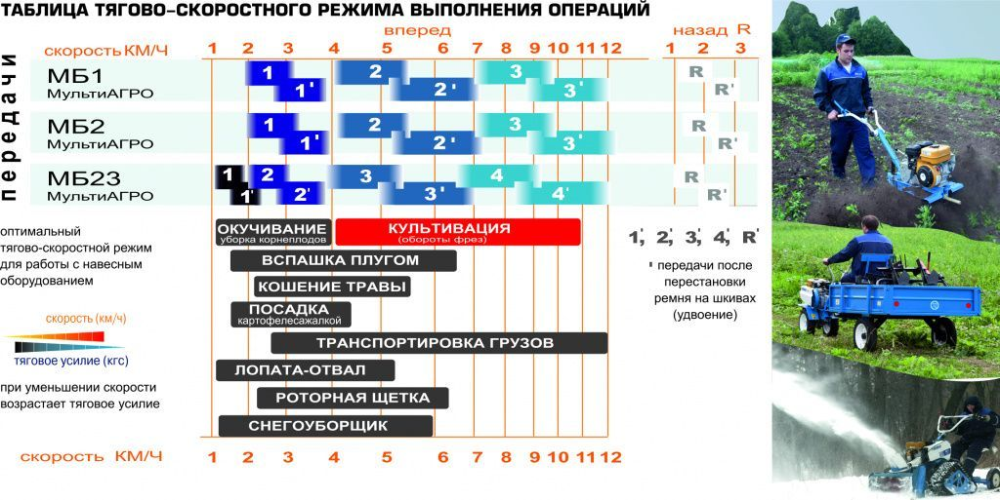 ТАБЛИЦА ТЯГОВО-СКОРОСТНОГО РЕЖИМА ВЫПОЛНЕНИЯ ОПЕРАЦИЙ
вперед
назад R
скорость КМ/Ч 1 2 3 4 5 6 7 8 9 10 11 12 1 2 3
передачи
МБ1 1 2 3 R
МультиАГРО 1' 2' 3' R'
МБ2 1 2 3 R
МультиАГРО 1' 2' 3' R'
МБ23 1 2 3 4 R
МультиАГРО 1' 2' 3' 4' R'
оптимальный
тягово-скоростной режим
для работы с навесным
оборудованием
скорость (км/ч)
тяговое усилие (кгс)
при уменьшении скорости
возрастает тяговое усилие
ОКУЧИВАНИЕ
уборка корнеплодов
КУЛЬТИВАЦИЯ
(обороты фрез)
ВСПАШКА ПЛУГОМ
КОШЕНИЕ ТРАВЫ
ПОСАДКА
картофелесажалкой
ТРАНСПОРТИРОВКА ГРУЗОВ
ЛОПАТА-ОТВАЛ
РОТОРНАЯ ЩЕТКА
СНЕГОУБОРЩИК
1', 2', 3', 4', R'
' передачи после
перестановки
ремня на шкивах
(удвоение)
скорость КМ/Ч 1 2 3 4 5 6 7 8 9 10 11 12